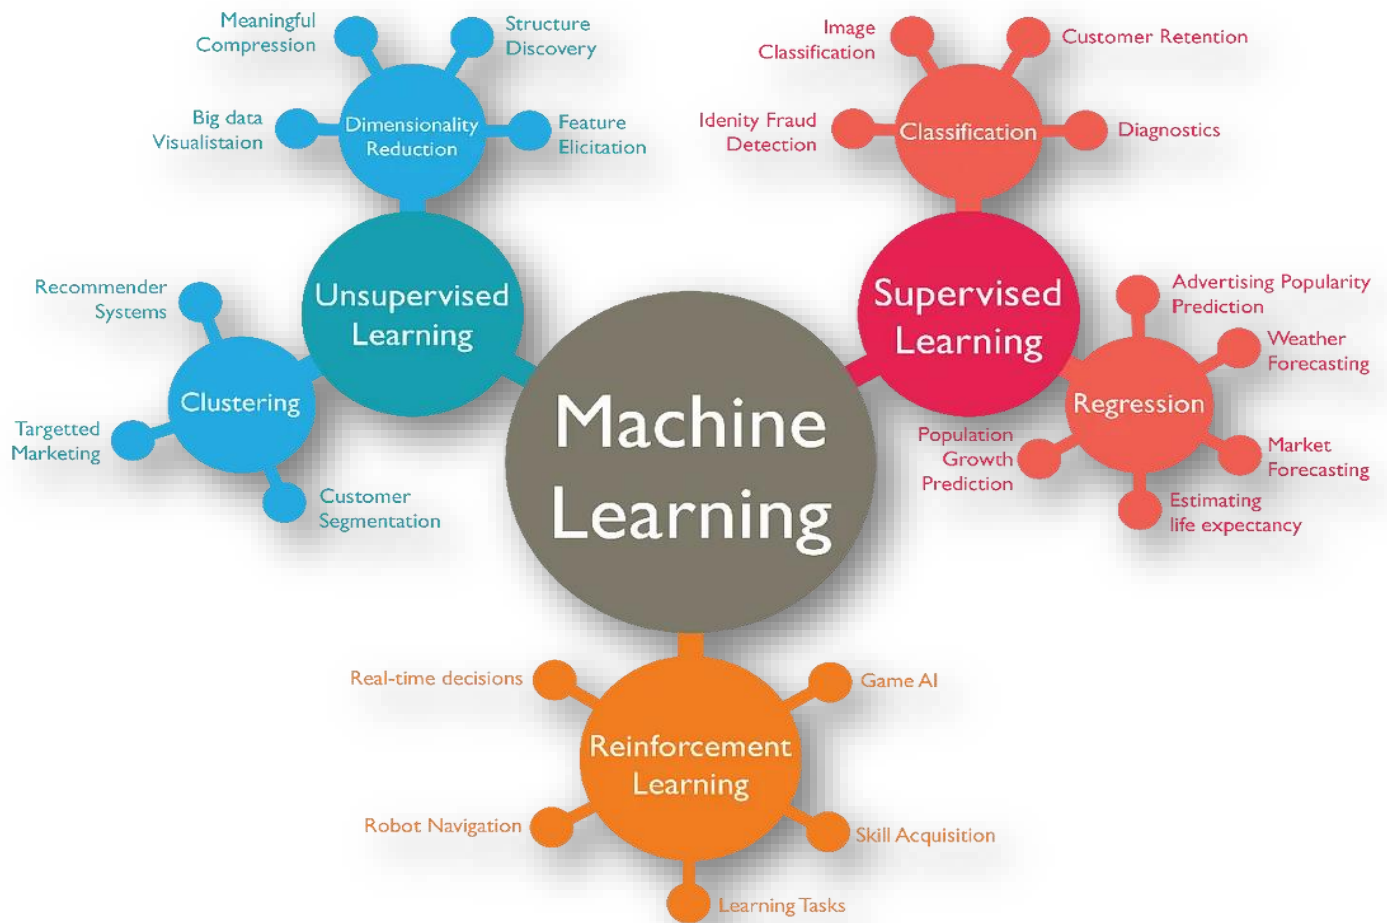 Meaningful
Compression
Structure
Discovery
Big data
Visualistaion
Dimensionality
Reduction
Feature
Elicitation
Image
Classification
Customer Retention
Idenity Fraud
Detection
Classification
Diagnostics
Unsupervised
Learning
Recommender
Systems
Clustering
Targetted
Marketing
Customer
Segmentation
Supervised
Learning
Advertising Popularity
Prediction
Weather
Forecasting
Regression
Population
Growth
Prediction
Market
Forecasting
Estimating
life expectancy
Machine
Learning
Real-time decisions
Game AI
Reinforcement
Learning
Robot Navigation
Skill Acquisition
Learning Tasks